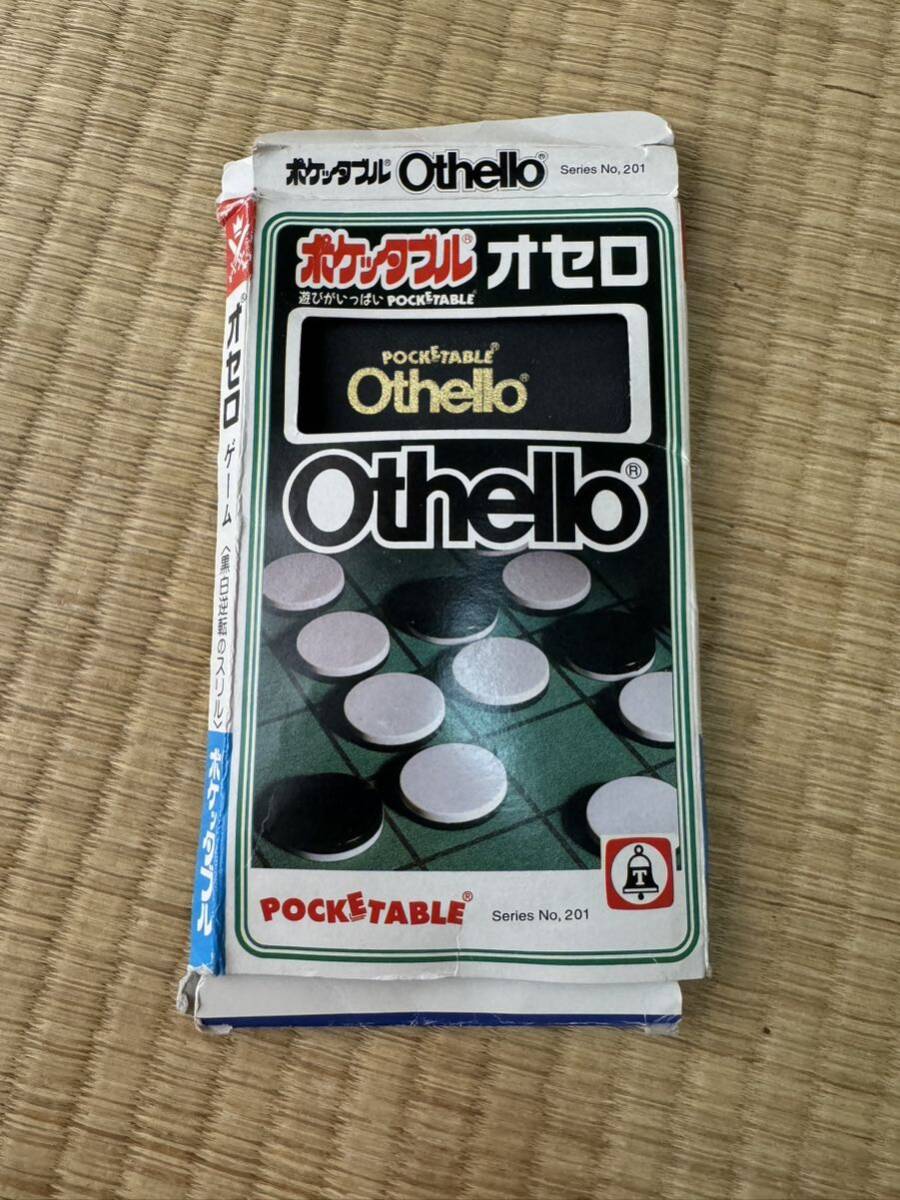 ポケッタブル® Othello® Series No, 201
ポケッタブル® オセロ
遊びがいっぱい POCKETABLE®
POCKETABLE®
Othello®
Othello®
T
POCKETABLE® Series No, 201
オセロ® ゲーム 〈黒白逆転のスリル〉 ポケッタブル